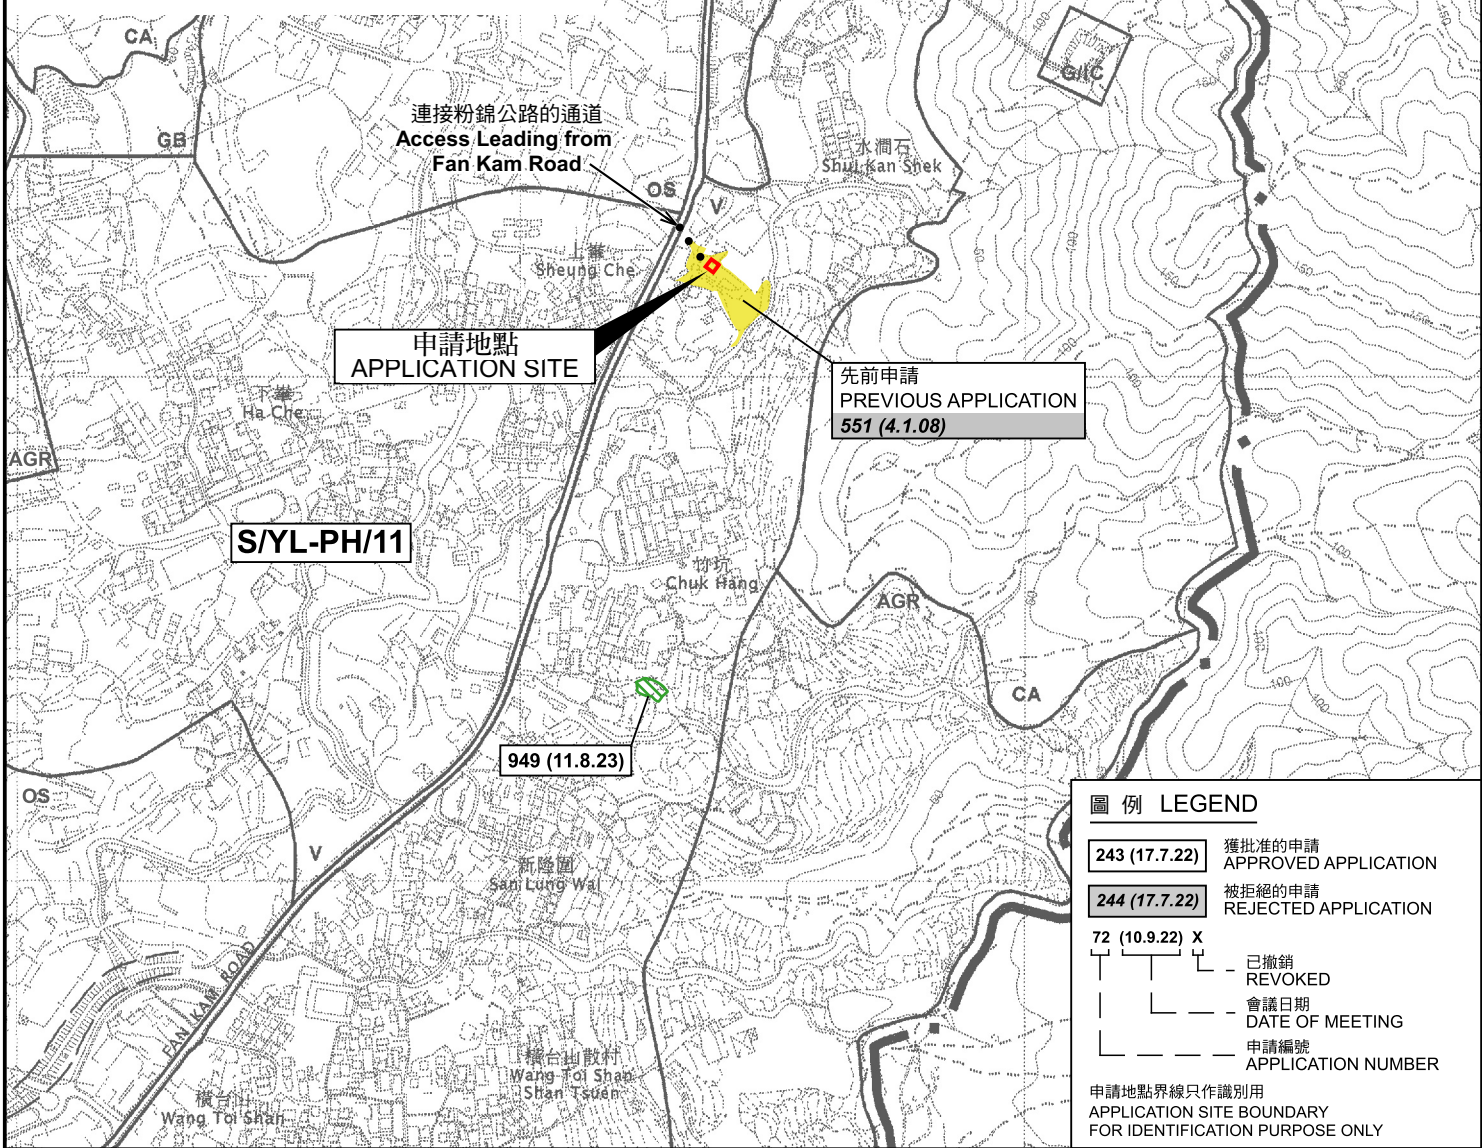 CA
GB
連接粉錦公路的通道
Access Leading from
Fan Kam Road
OS
V
水澗石
Shui Kan Shek
G/IC
上輋
Sheung Che
申請地點
APPLICATION SITE
先前申請
PREVIOUS APPLICATION
551 (4.1.08)
下輋
Ha Che
AGR
S/YL-PH/11
竹坑
Chuk Hang
AGR
CA
949 (11.8.23)
OS
V
新隆圍
San Lung Wai
FAN KAM ROAD
橫台山散村
Wang Toi Shan
Shan Tsuen
橫台山
Wang Toi Shan
圖例 LEGEND
243 (17.7.22)
獲批准的申請
APPROVED APPLICATION
244 (17.7.22)
被拒絕的申請
REJECTED APPLICATION
72 (10.9.22) X
已撤銷
REVOKED
會議日期
DATE OF MEETING
申請編號
APPLICATION NUMBER
申請地點界線只作識別用
APPLICATION SITE BOUNDARY
FOR IDENTIFICATION PURPOSE ONLY